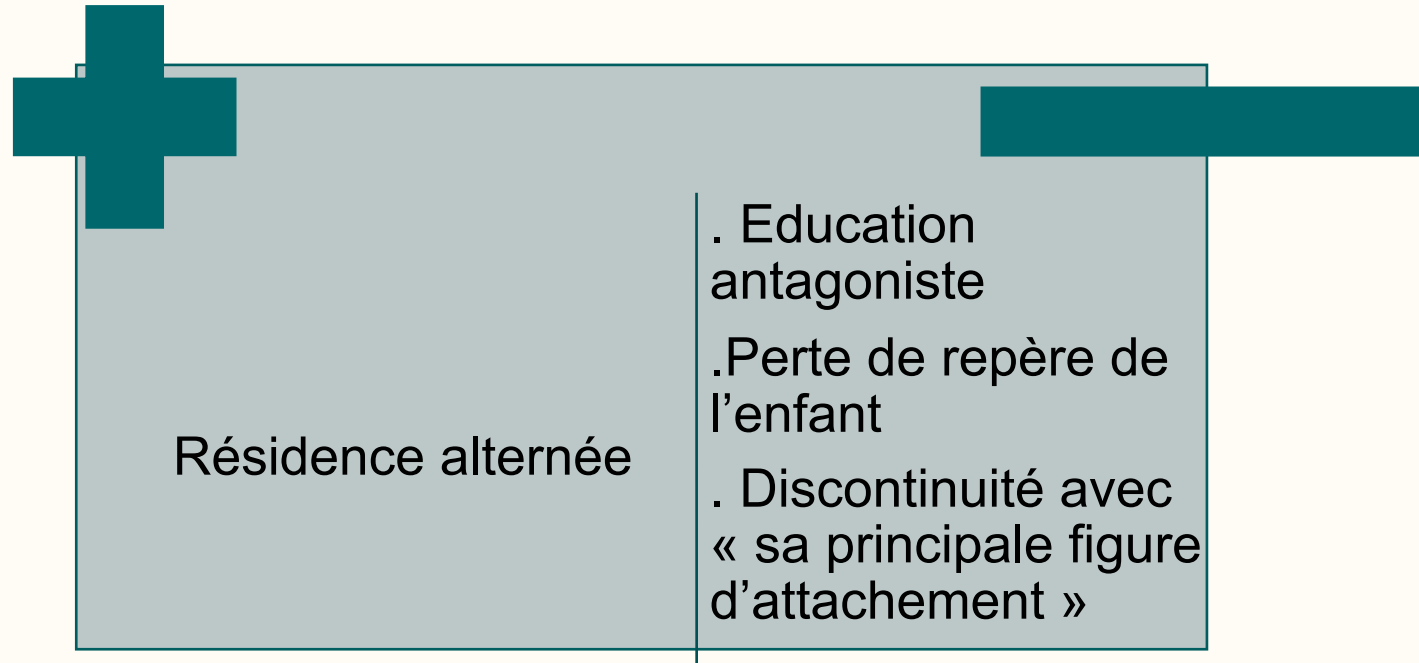 Résidence alternée
. Education
antagoniste
.Perte de repère de
l’enfant
. Discontinuité avec
« sa principale figure
d’attachement »